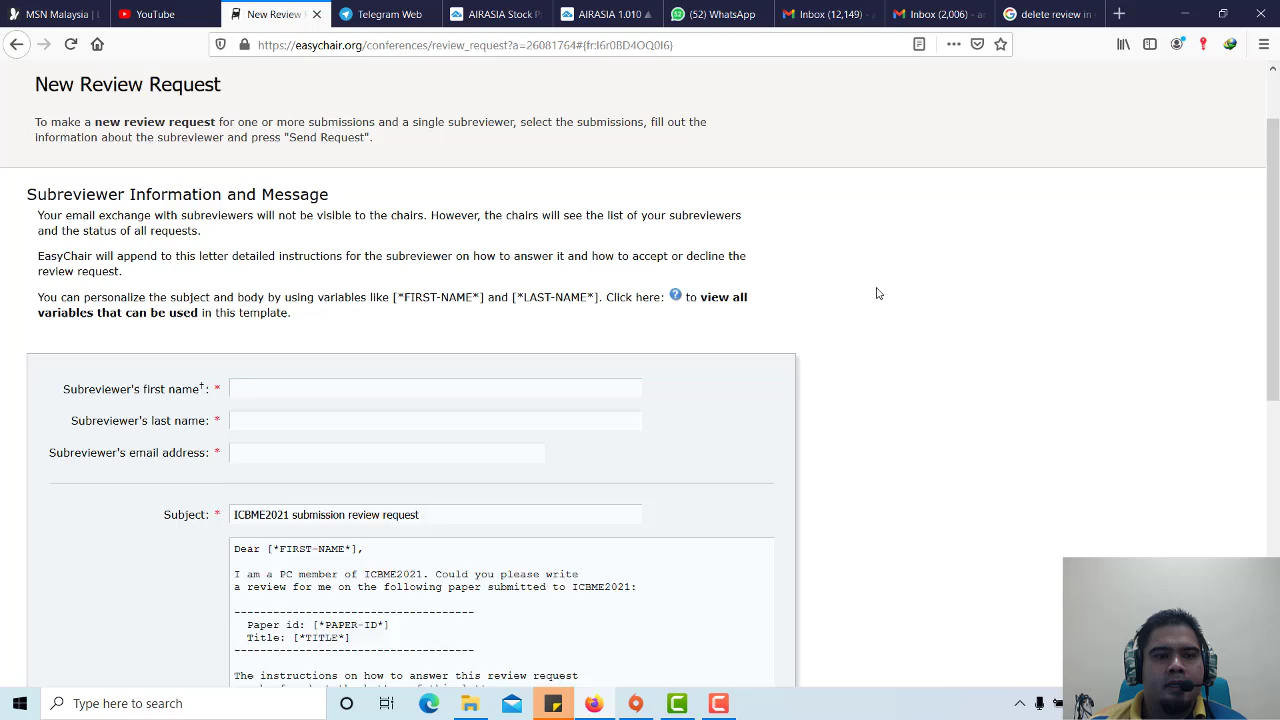 MSN Malaysia | L
YouTube
New Review R
Telegram Web
AIRASIA Stock P
AIRASIA 1.010 ▲
(52) WhatsApp
Inbox (12,149) -
Inbox (2,006) - a
delete review in
https://easychair.org/conferences/review_request?a=26081721#{fr:I6r0BD4OQ0I6}
New Review Request
To make a new review request for one or more submissions and a single subreviewer, select the submissions, fill out the
information about the subreviewer and press "Send Request".
Subreviewer Information and Message
Your email exchange with subreviewers will not be visible to the chairs. However, the chairs will see the list of your subreviewers
and the status of all requests.
EasyChair will append to this letter detailed instructions for the subreviewer on how to answer it and how to accept or decline the
review request.
You can personalize the subject and body by using variables like [*FIRST-NAME*] and [*LAST-NAME*]. Click here: ? to view all
variables that can be used in this template.
Subreviewer's first name†: *
Subreviewer's last name: *
Subreviewer's email address: *
Subject: * ICBME2021 submission review request
Dear [*FIRST-NAME*],
I am a PC member of ICBME2021. Could you please write
a review for me on the following paper submitted to ICBME2021:
------------------------------------
Paper id: [*PAPER-ID*]
Title: [*TITLE*]
------------------------------------
The instructions on how to answer this review request
Type here to search